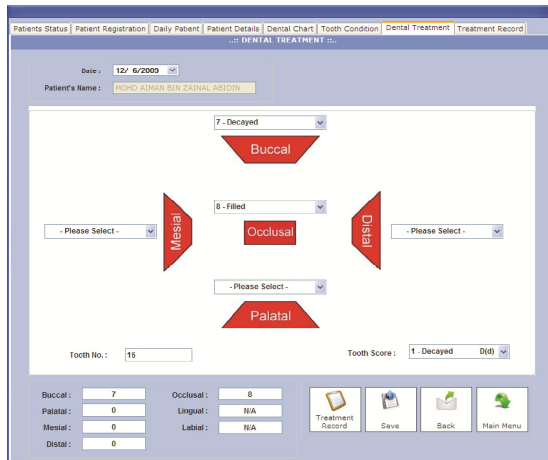 Patients Status Patient Registration Daily Patient Patient Details Dental Chart Tooth Condition Dental Treatment Treatment Record
..:: DENTAL TREATMENT ::..
Date : 12/ 6/2009
Patient's Name : MOHD AIMAN BIN ZAINAL ABIDIN
7 - Decayed
Buccal
8 - Filled
- Please Select - Mesial Occlusal Distal - Please Select -
- Please Select -
Palatal
Tooth No. : 16 Tooth Score : 1 - Decayed D(d)
Buccal : 7 Occlusal : 8
Palatal : 0 Lingual : N/A
Mesial : 0 Labial : N/A
Distal : 0
Treatment Record Save Back Main Menu